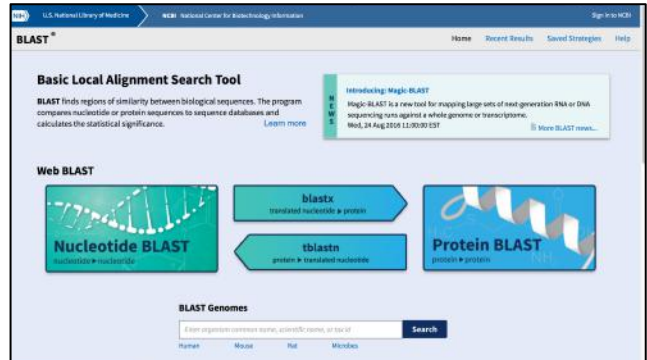 NIH U.S. National Library of Medicine NCBI National Center for Biotechnology Information Sign in to NCBI
BLAST ® Home Recent Results Saved Strategies Help
Basic Local Alignment Search Tool
BLAST finds regions of similarity between biological sequences. The program
compares nucleotide or protein sequences to sequence databases and
calculates the statistical significance. Learn more
NEWS
Introducing: Magic-BLAST
Magic-BLAST is a new tool for mapping large sets of next-generation RNA or DNA
sequencing runs against a whole genome or transcriptome.
Wed, 24 Aug 2016 11:00:00 EST
More BLAST news...
Web BLAST
Nucleotide BLAST
nucleotide ▶ nucleotide
blastx
translated nucleotide ▶ protein
tblastn
protein ▶ translated nucleotide
Protein BLAST
protein ▶ protein
BLAST Genomes
Enter organism common name, scientific name, or tax id Search
Human Mouse Rat Microbes